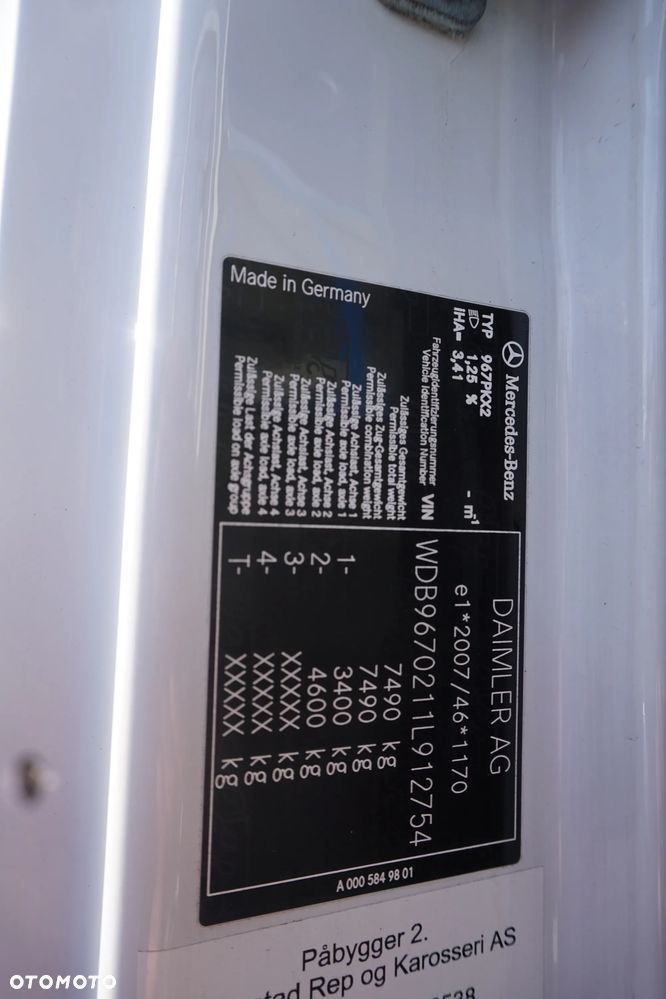 Mercedes-Benz
TYP 967PKX2
1,25 % - m-1
IHA= 3,41
DAIMLER AG
e1*2007/46*1170
Fahrzeugidentifizierungsnummer
Vehicle Identification Number VIN WDB9670211L912754
Zulässiges Gesamtgewicht
Permissible total weight 7490 kg
Zulässiges Zug-Gesamtgewicht
Permissible combination weight 7490 kg
Zulässige Achslast, Achse 1
Permissible axle load, axle 1 1- 3400 kg
Zulässige Achslast, Achse 2
Permissible axle load, axle 2 2- 4600 kg
Zulässige Achslast, Achse 3
Permissible axle load, axle 3 3- XXXXX kg
Zulässige Achslast, Achse 4
Permissible axle load, axle 4 4- XXXXX kg
Zulässige Last der Achsgruppe
Permissible load on axle group T- XXXXX kg
Made in Germany
A 000 584 98 01
Påbygger 2.
Rep og Karosseri AS
OTOMOTO